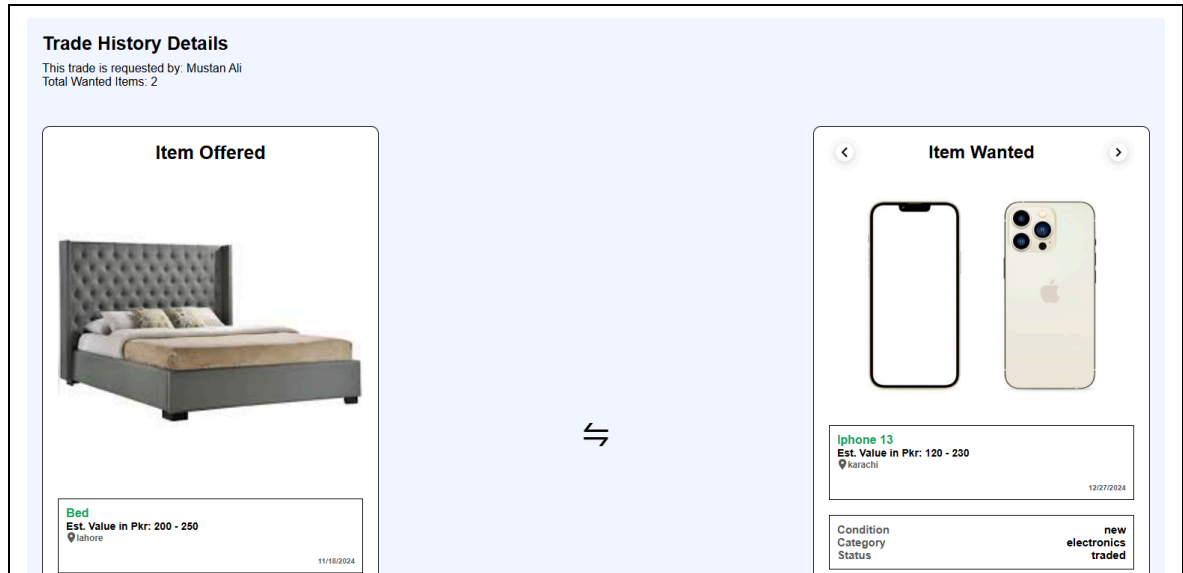 Trade History Details
This trade is requested by: Mustan Ali
Total Wanted Items: 2
Item Offered
Bed
Est. Value in Pkr: 200 - 250
lahore
11/18/2024
Item Wanted
Iphone 13
Est. Value in Pkr: 120 - 230
karachi
12/27/2024
Condition new
Category electronics
Status traded